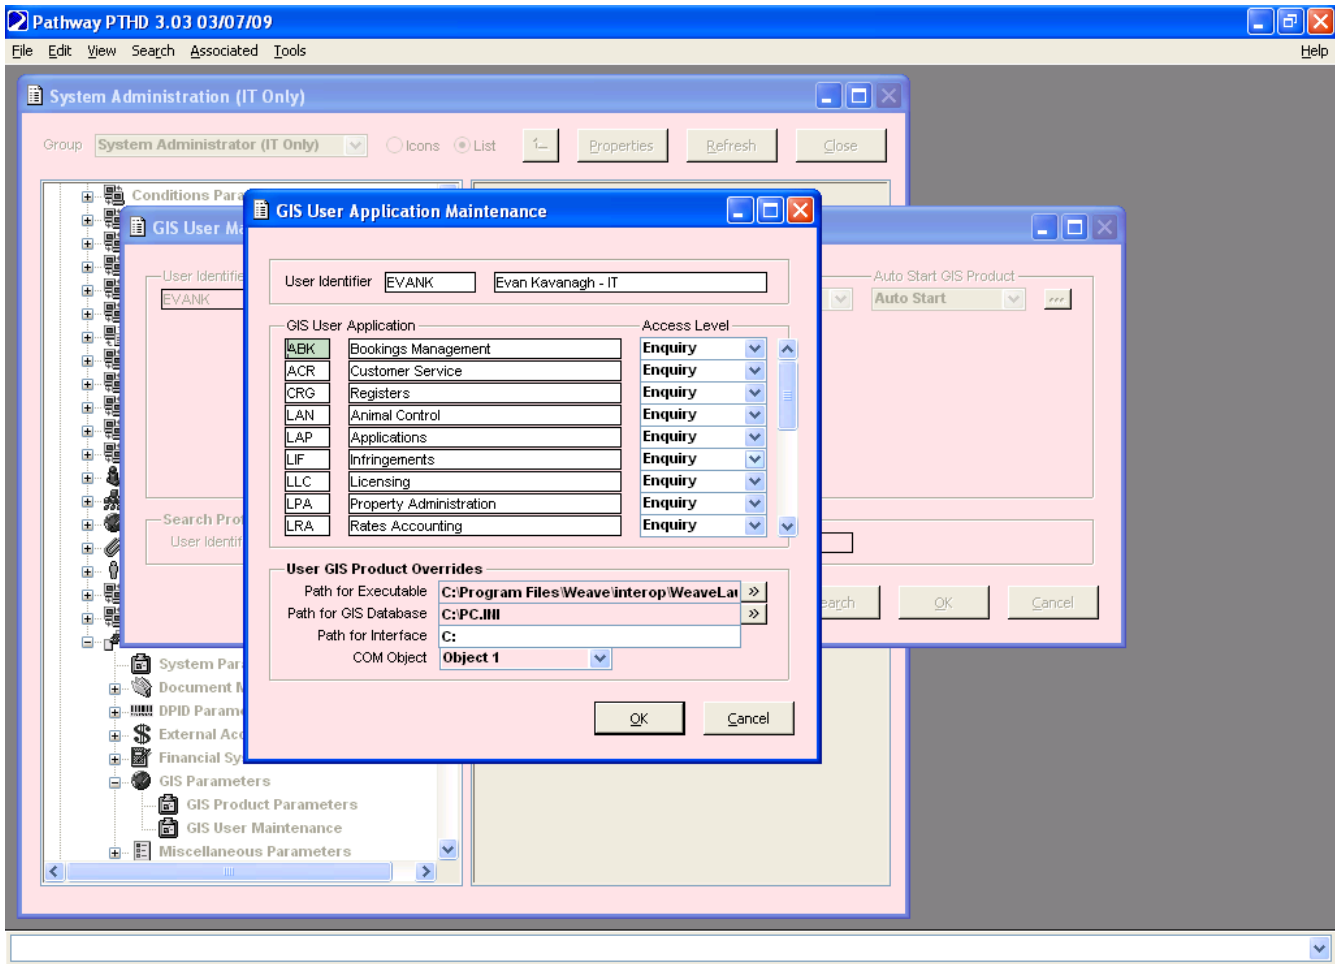 Pathway PTHD 3.03 03/07/09
File Edit View Search Associated Tools Help
System Administration (IT Only)
Group System Administrator (IT Only) Icons List 1... Properties Refresh Close
Conditions Para
GIS User Ma
User Identifie
EVANK
Auto Start GIS Product
Auto Start ...
Search Pro
User Identif
earch OK Cancel
GIS User Application Maintenance
User Identifier EVANK Evan Kavanagh - IT
GIS User Application Access Level
ABK Bookings Management Enquiry
ACR Customer Service Enquiry
CRG Registers Enquiry
LAN Animal Control Enquiry
LAP Applications Enquiry
LIF Infringements Enquiry
LLC Licensing Enquiry
LPA Property Administration Enquiry
LRA Rates Accounting Enquiry
User GIS Product Overrides
Path for Executable C:\Program Files\Weave\interop\WeaveLau »
Path for GIS Database C:\PC.INI »
Path for Interface C:
COM Object Object 1
OK Cancel
System Para
Document M
DPID Parame
External Acc
Financial Sy
GIS Parameters
GIS Product Parameters
GIS User Maintenance
Miscellaneous Parameters